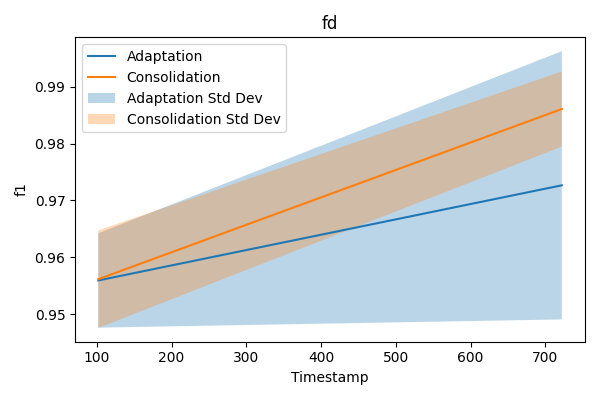 fd
Adaptation
Consolidation
Adaptation Std Dev
Consolidation Std Dev
0.99
0.98
0.97
0.96
0.95
f1
100 200 300 400 500 600 700
Timestamp